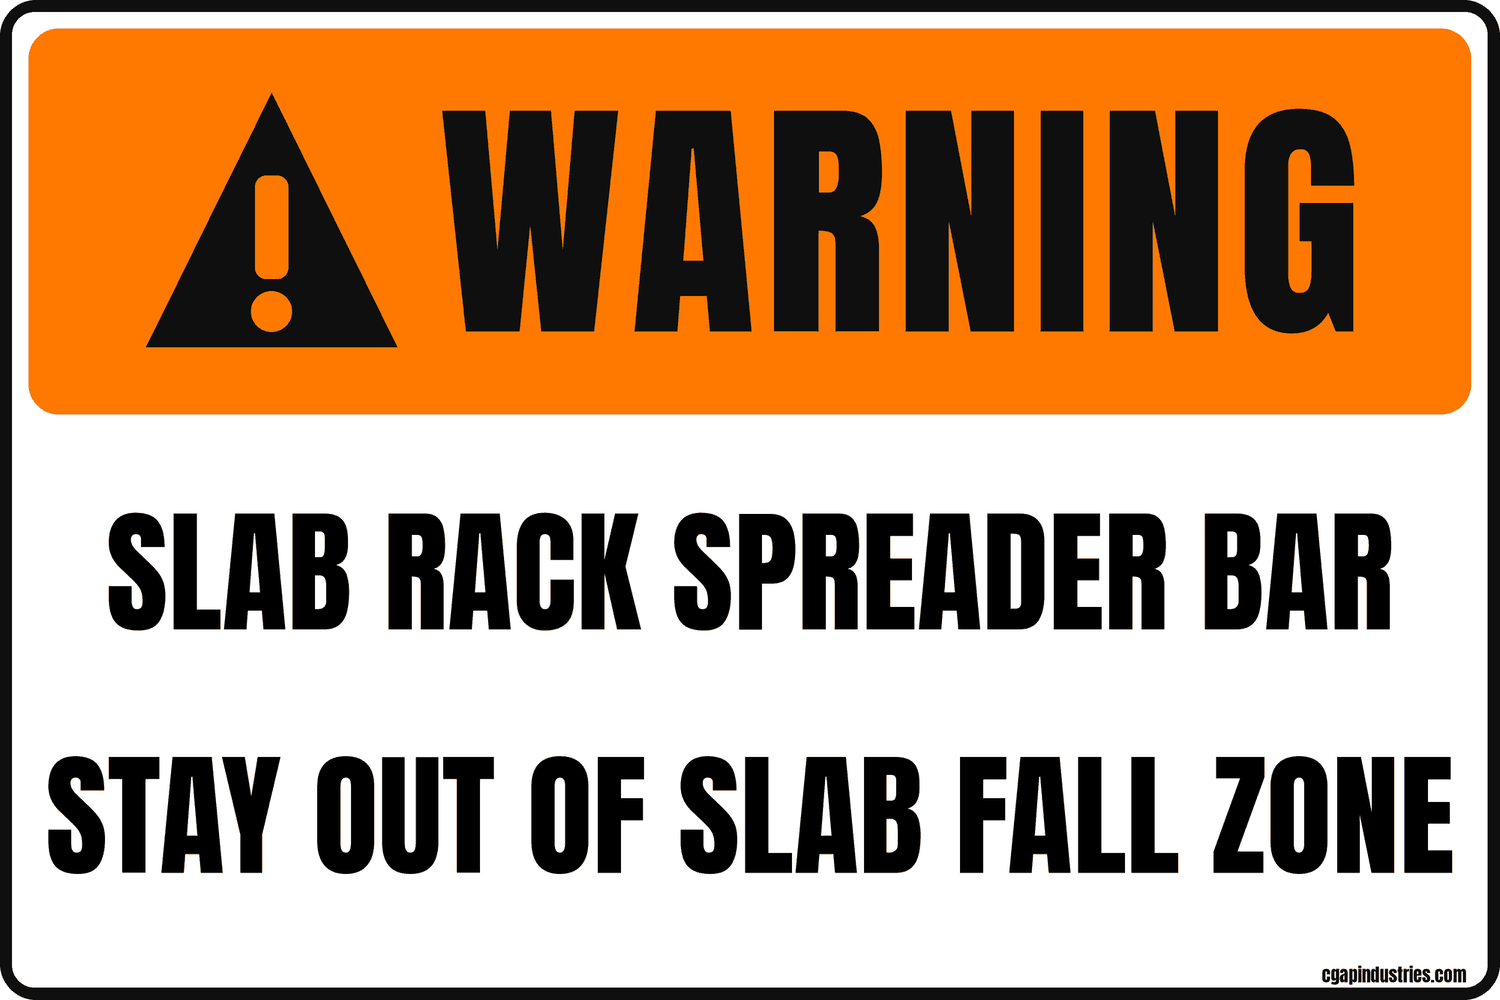 WARNING
SLAB RACK SPREADER BAR
STAY OUT OF SLAB FALL ZONE
cgapindustries.com